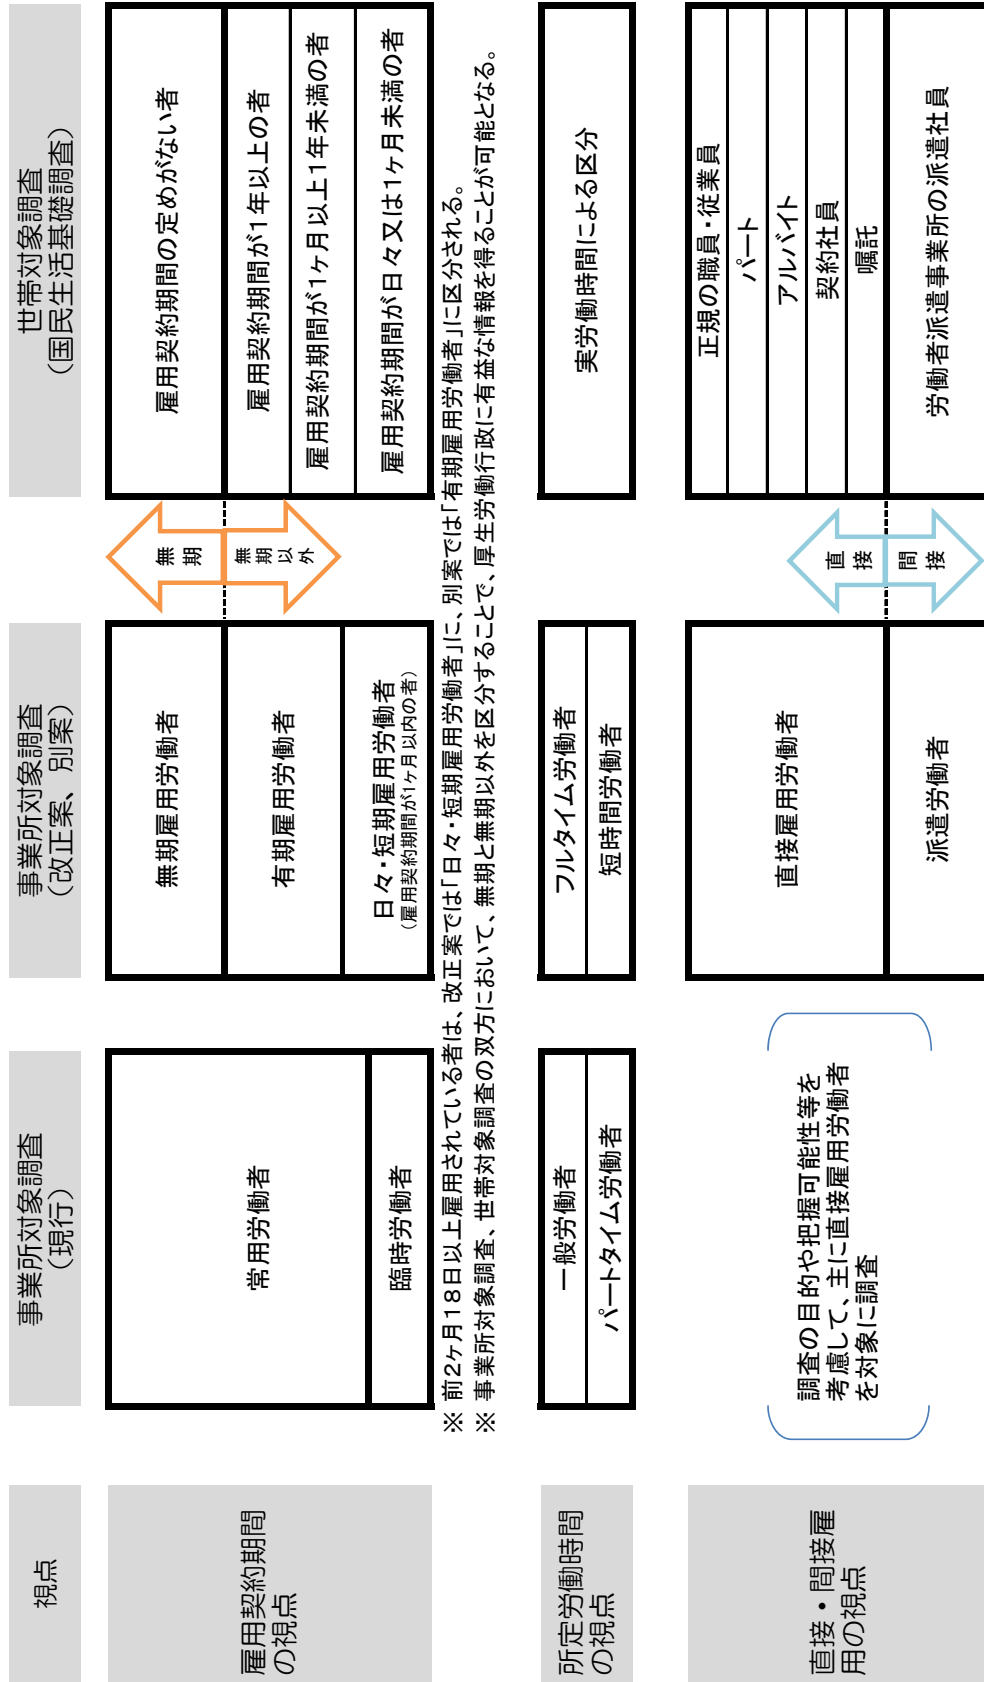 視点
事業所対象調査
（現行）
事業所対象調査
（改正案、別案）
世帯対象調査
（国民生活基礎調査）
雇用契約期間
の視点
常用労働者
臨時労働者
無期雇用労働者
有期雇用労働者
日々・短期雇用労働者
（雇用契約期間が1ヶ月以内の者）
無期
無期以外
雇用契約期間の定めがない者
雇用契約期間が1年以上の者
雇用契約期間が1ヶ月以上1年未満の者
雇用契約期間が日々又は1ヶ月未満の者
※ 前2ヶ月18日以上雇用されている者は、改正案では「日々・短期雇用労働者」に、別案では「有期雇用労働者」に区分される。
※ 事業所対象調査、世帯対象調査の双方において、無期と無期以外を区分することで、厚生労働行政に有益な情報を得ることが可能となる。
所定労働時間
の視点
一般労働者
パートタイム労働者
フルタイム労働者
短時間労働者
実労働時間による区分
直接・間接雇
用の視点
調査の目的や把握可能性等を
考慮して、主に直接雇用労働者
を対象に調査
直接雇用労働者
派遣労働者
直接
間接
正規の職員・従業員
パート
アルバイト
契約社員
嘱託
労働者派遣事業所の派遣社員